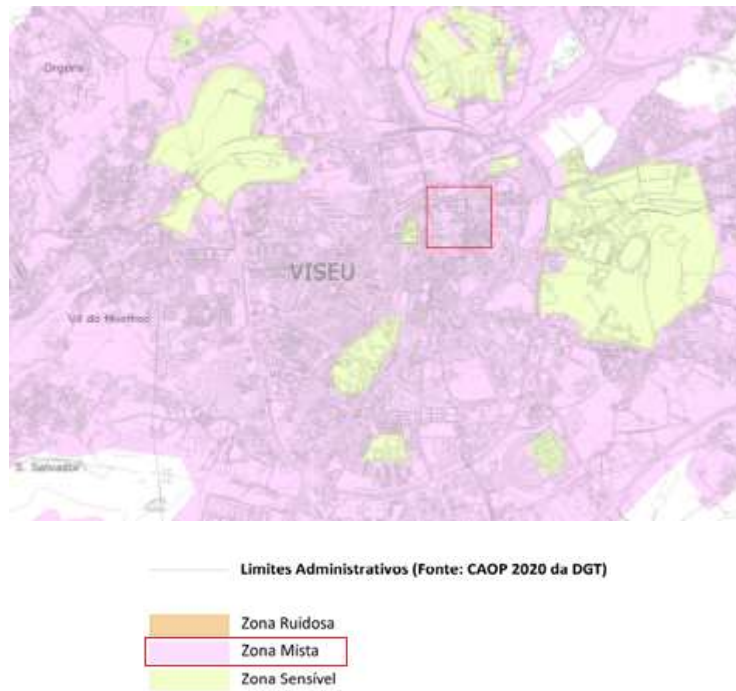 Orgens
VISEU
Vil de Moinhos
S. Salvador
Limites Administrativos (Fonte: CAOP 2020 da DGT)
Zona Ruidosa
Zona Mista
Zona Sensível